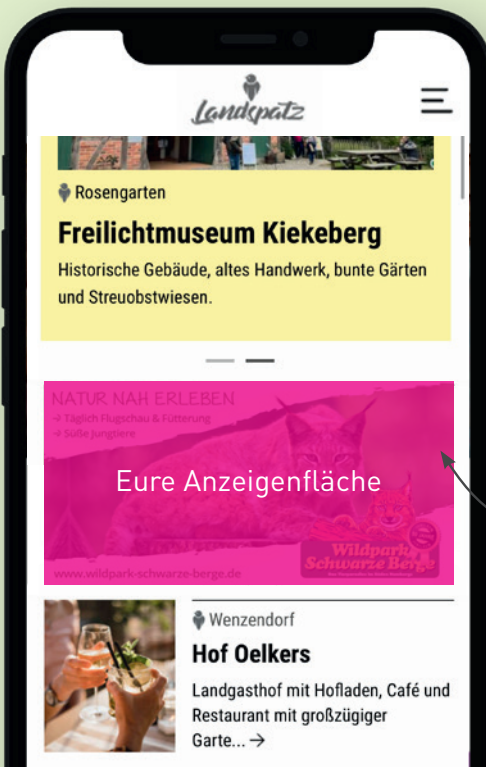 Landspatz
Rosengarten
Freilichtmuseum Kiekeberg
Historische Gebäude, altes Handwerk, bunte Gärten
und Streuobstwiesen.
NATUR NAH ERLEBEN
→ Täglich Flugschau & Fütterung
→ Süße Jungtiere
Eure Anzeigenfläche
Wildpark
Schwarze Berge
www.wildpark-schwarze-berge.de
Wenzendorf
Hof Oelkers
Landgasthof mit Hofladen, Café und
Restaurant mit großzügiger
Garte... →